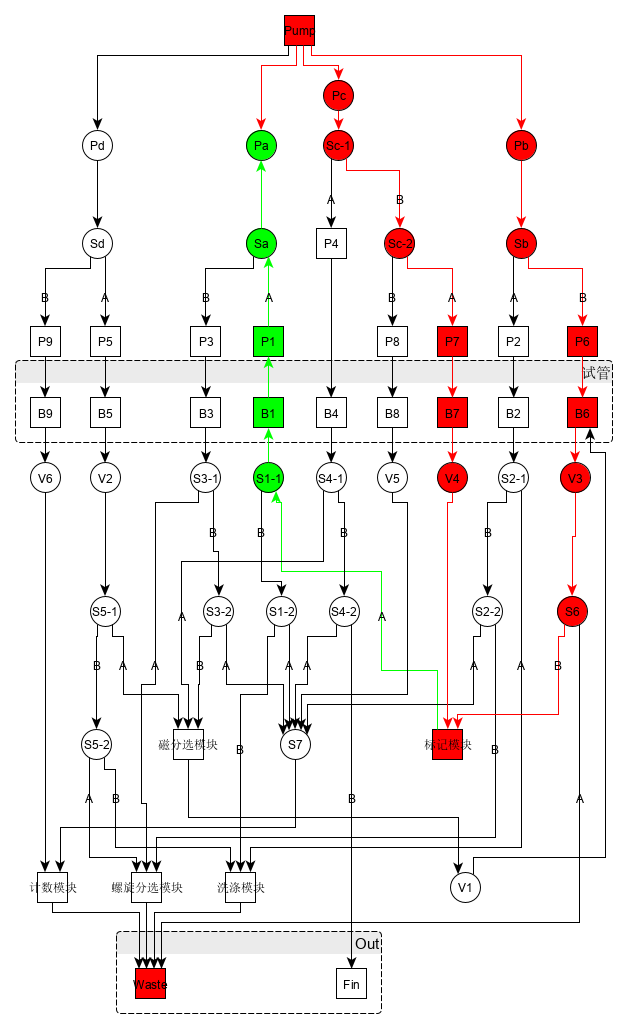 Pump
Pc
Pd
Pa
Sc-1
Pb
A
B
Sd
Sa
P4
Sc-2
Sb
B
A
B
A
B
A
A
B
P9
P5
P3
P1
P8
P7
P2
P6
试管
B9
B5
B3
B1
B4
B8
B7
B2
B6
V6
V2
S3-1
S1-1
S4-1
V5
V4
S2-1
V3
B
B
B
B
S5-1
S3-2
S1-2
S4-2
S2-2
S6
A
A
B
A
A
B
A
A
A
A
A
B
磁分选模块
S7
标记模块
S5-2
B
B
A
B
B
A
计数模块
螺旋分选模块
洗涤模块
V1
Out
Waste
Fin